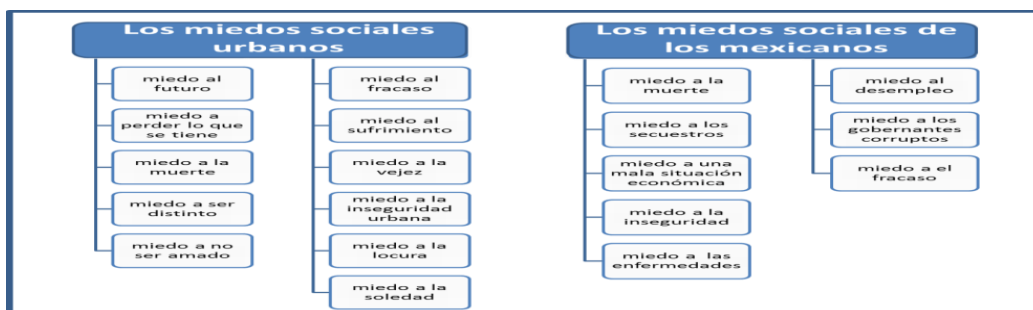 Los miedos sociales
urbanos
miedo al
futuro
miedo a
perder lo que
se tiene
miedo a la
muerte
miedo a ser
distinto
miedo a no
ser amado
miedo al
fracaso
miedo al
sufrimiento
miedo a la
vejez
miedo a la
inseguridad
urbana
miedo a la
locura
miedo a la
soledad
Los miedos sociales de
los mexicanos
miedo a la
muerte
miedo a los
secuestros
miedo a una
mala situación
económica
miedo a la
inseguridad
miedo a las
enfermedades
miedo al
desempleo
miedo a los
gobernantes
corruptos
miedo a el
fracaso